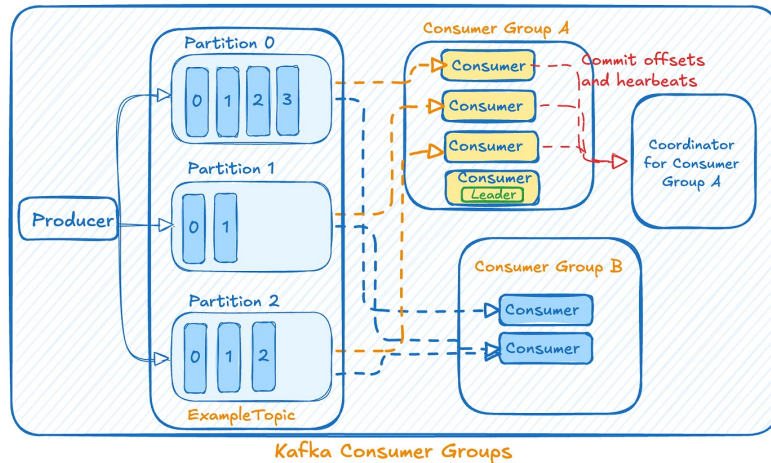 Partition 0
0 1 2 3
Partition 1
0 1
Partition 2
0 1 2
ExampleTopic
Producer
Consumer Group A
Consumer
Consumer
Consumer
Consumer
Leader
Commit offsets
and hearbeats
Coordinator
for Consumer
Group A
Consumer Group B
Consumer
Consumer
Kafka Consumer Groups